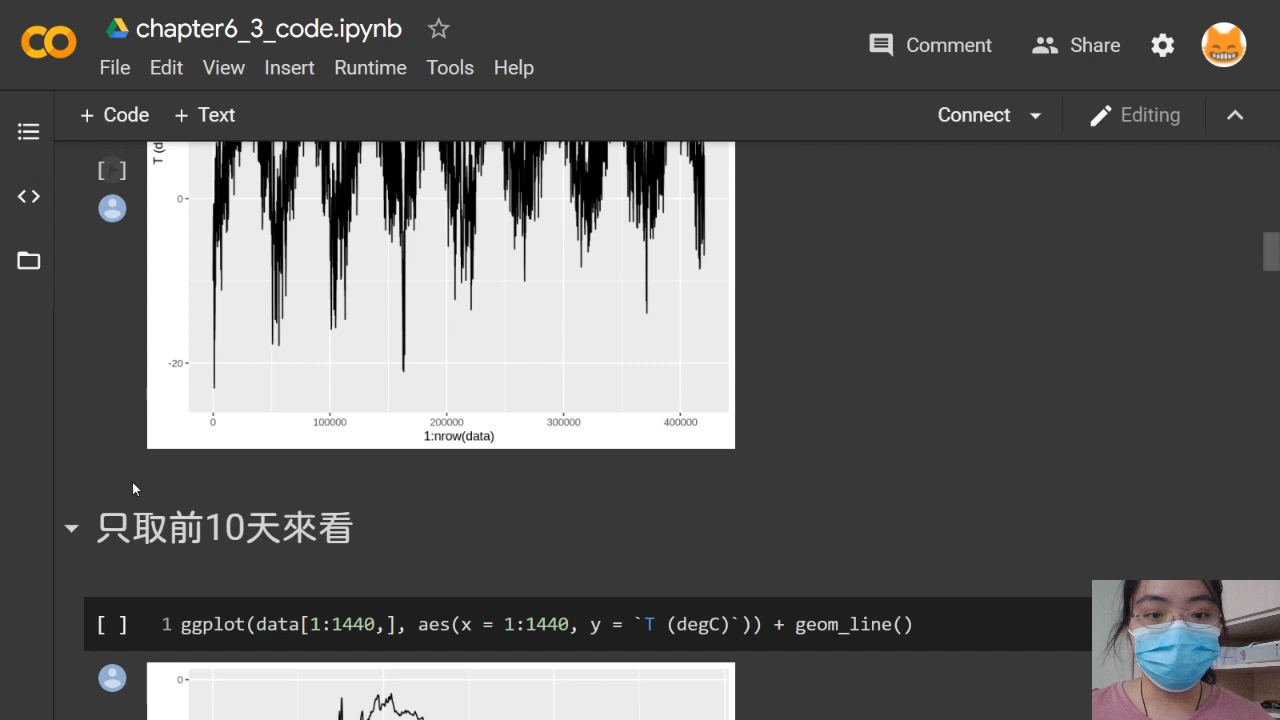 chapter6_3_code.ipynb
Comment
Share
File Edit View Insert Runtime Tools Help
+ Code + Text
Connect
Editing
T (d
[ ]
0
-20
0 100000 200000 300000 400000
1:nrow(data)
只取前10天來看
[ ] 1 ggplot(data[1:1440,], aes(x = 1:1440, y = `T (degC)`)) + geom_line()
0